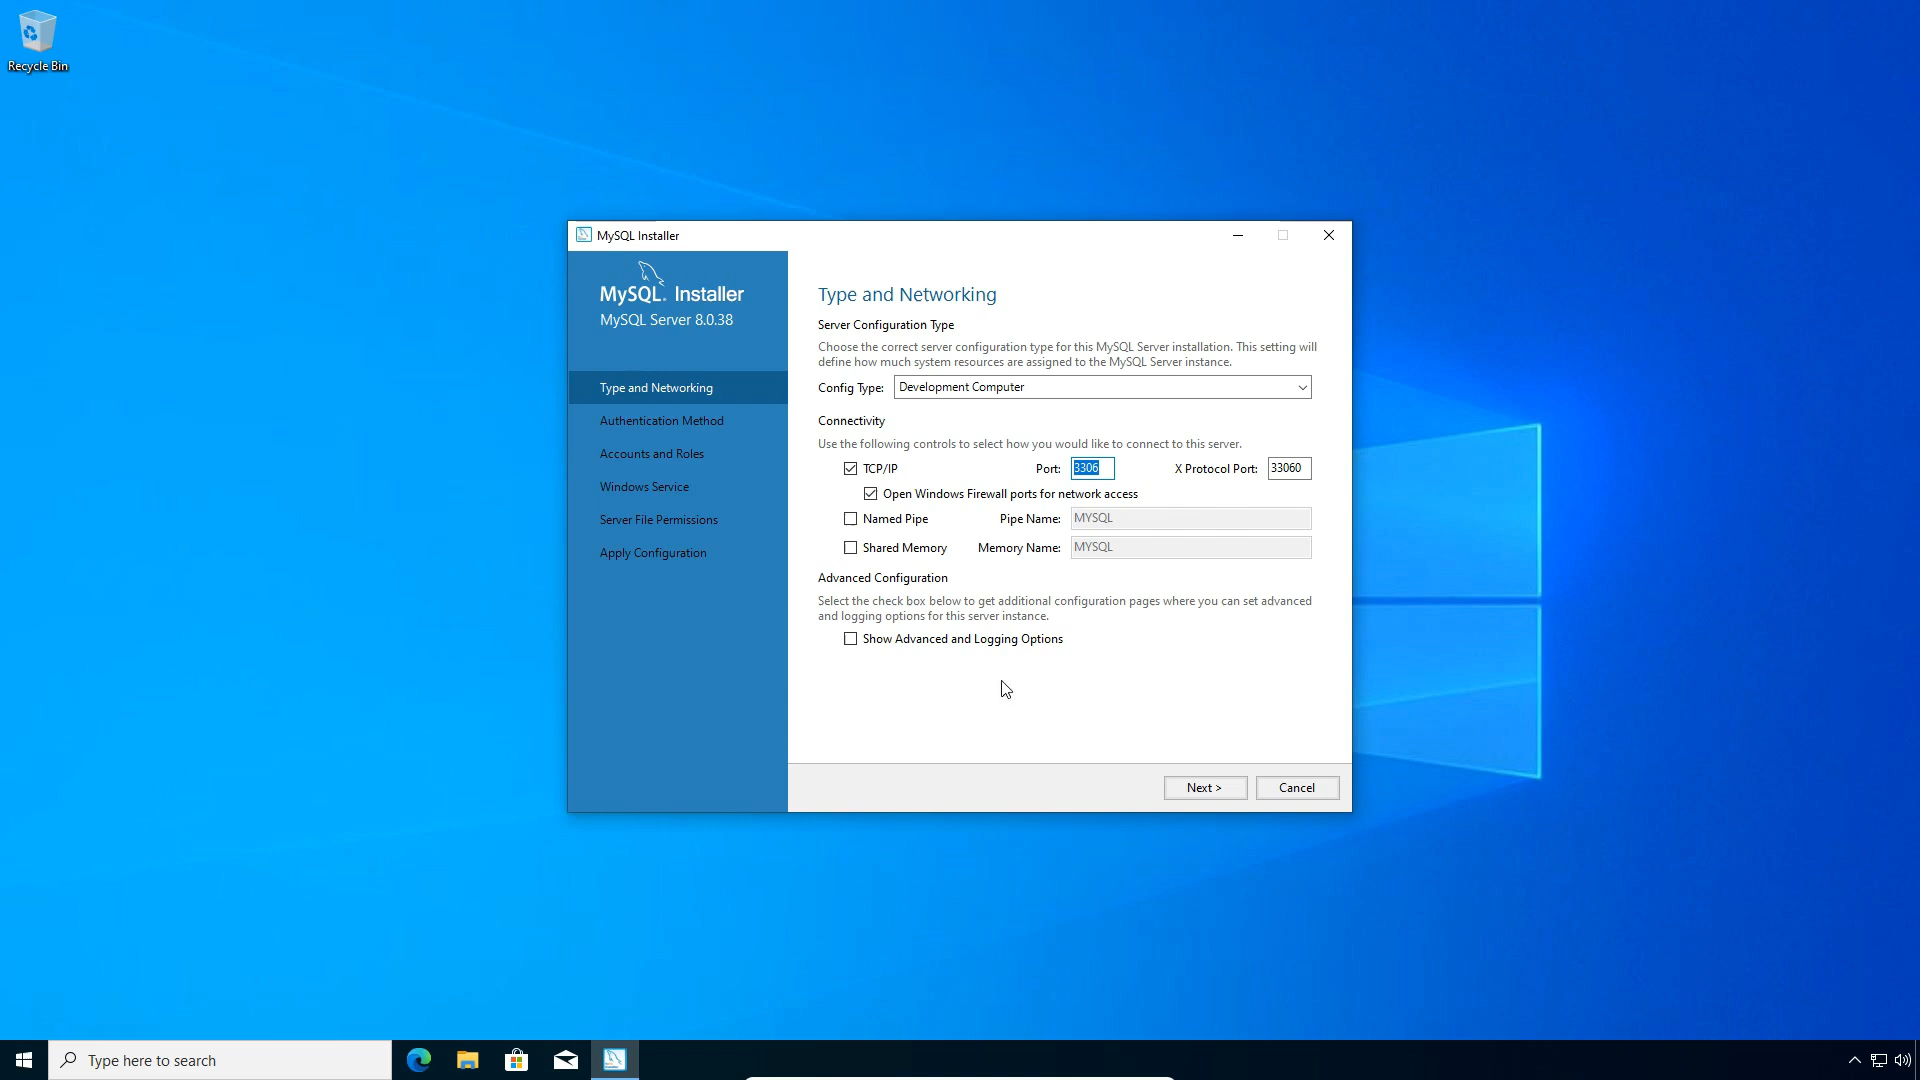 Recycle Bin
MySQL Installer
MySQL. Installer
MySQL Server 8.0.38
Type and Networking
Authentication Method
Accounts and Roles
Windows Service
Server File Permissions
Apply Configuration
Type and Networking
Server Configuration Type
Choose the correct server configuration type for this MySQL Server installation. This setting will
define how much system resources are assigned to the MySQL Server instance.
Config Type: Development Computer
Connectivity
Use the following controls to select how you would like to connect to this server.
TCP/IP Port: 3306 X Protocol Port: 33060
Open Windows Firewall ports for network access
Named Pipe Pipe Name: MYSQL
Shared Memory Memory Name: MYSQL
Advanced Configuration
Select the check box below to get additional configuration pages where you can set advanced
and logging options for this server instance.
Show Advanced and Logging Options
Next > Cancel
Type here to search